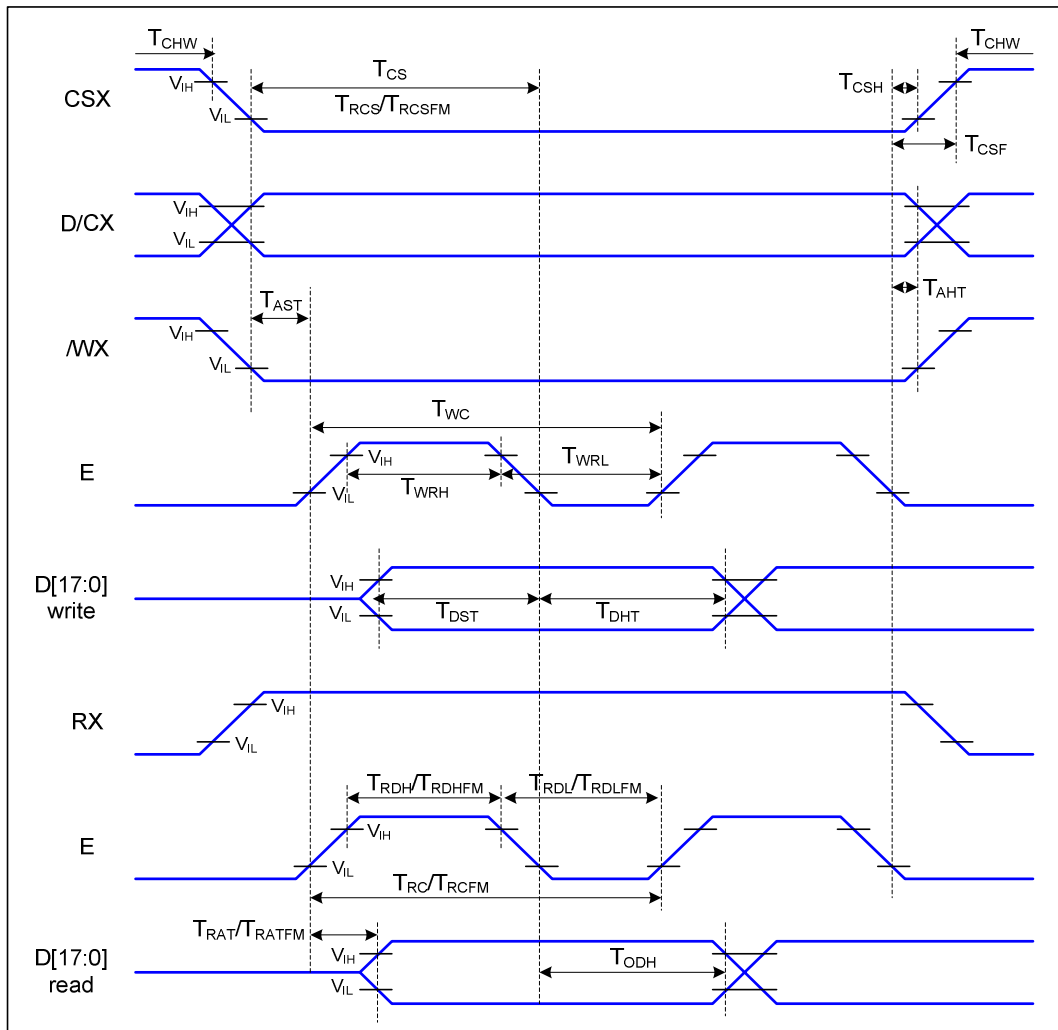 TCHW
TCHW
CSX
VIH
VIL
TCS
TRCS/TRCSFM
TCSH
TCSF
D/CX
VIH
VIL
TAST
TAHT
/WX
VIH
VIL
TWC
E
VIH
VIL
TWRH
TWRL
D[17:0]
write
VIH
VIL
TDST
TDHT
RX
VIH
VIL
TRDH/TRDHFM
TRDL/TRDLFM
E
VIH
VIL
TRC/TRCFM
TRAT/TRATFM
D[17:0]
read
VIH
VIL
TODH